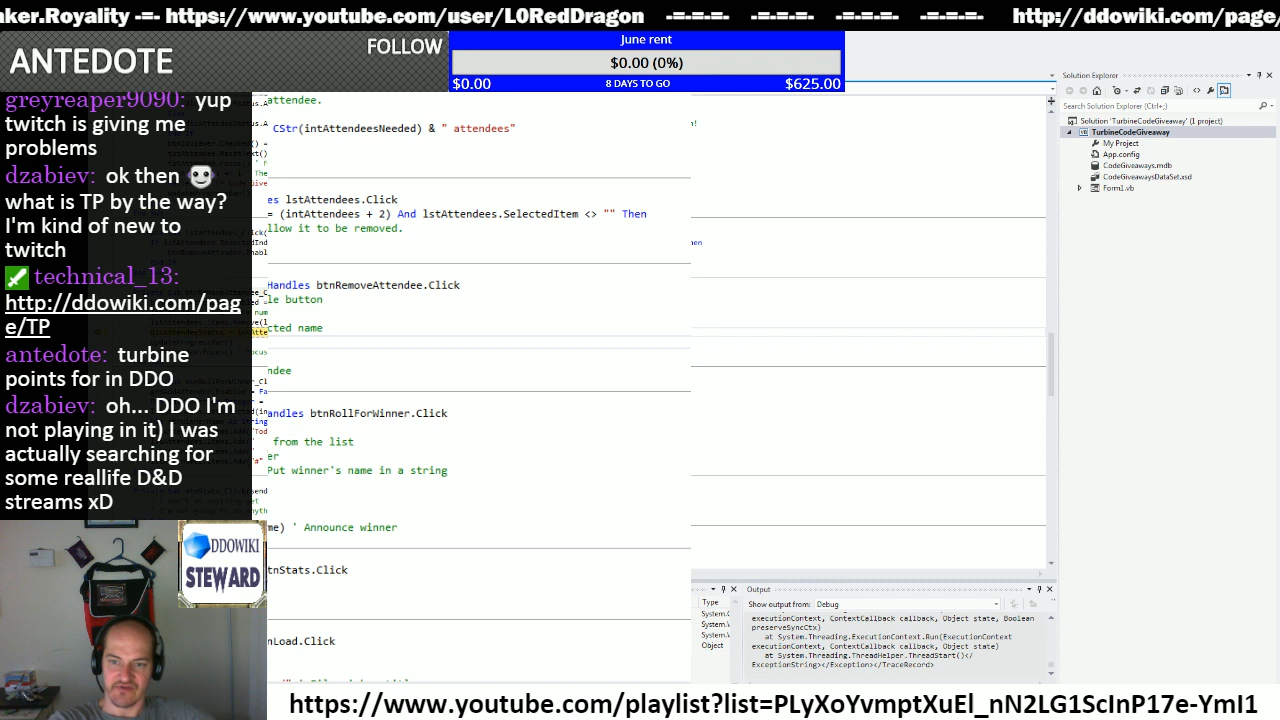 ker.Royality -=- https://www.youtube.com/user/L0RedDragon -=-=-=- -=-=-=- -=-=-=- -=-=-=- http://ddowiki.com/page/
ANTEDOTE
FOLLOW
June rent
$0.00 (0%)
$0.00 8 DAYS TO GO $625.00
greyreaper9090: yup
twitch is giving me
problems
dzabiev: ok then
what is TP by the way?
I'm kind of new to
twitch
technical_13:
http://ddowiki.com/pag
e/TP
antedote: turbine
points for in DDO
dzabiev: oh... DDO I'm
not playing in it) I was
actually searching for
some reallife D&D
streams xD
attendee.
CStr(intAttendeesNeeded) & " attendees"
es lstAttendees.Click
= (intAttendees + 2) And lstAttendees.SelectedItem <> "" Then
llow it to be removed.
Handles btnRemoveAttendee.Click
le button
cted name
ndee
andles btnRollForWinner.Click
from the list
er
Put winner's name in a string
me) ' Announce winner
tnStats.Click
nLoad.Click
Solution Explorer
Search Solution Explorer (Ctrl+;)
Solution 'TurbineCodeGiveaway' (1 project)
TurbineCodeGiveaway
My Project
App.config
CodeGiveaways.mdb
CodeGiveawaysDataSet.xsd
Form1.vb
Type
System.
System.
System.
Object
Output
Show output from: Debug
executionContext, ContextCallback callback, Object state, Boolean
preserveSyncCtx)
at System.Threading.ExecutionContext.Run(ExecutionContext
executionContext, ContextCallback callback, Object state)
at System.Threading.ThreadHelper.ThreadStart()</
ExceptionString></Exception></TraceRecord>
DDOWIKI
STEWARD
https://www.youtube.com/playlist?list=PLyXoYvmptXuEl_nN2LG1ScInP17e-YmI1